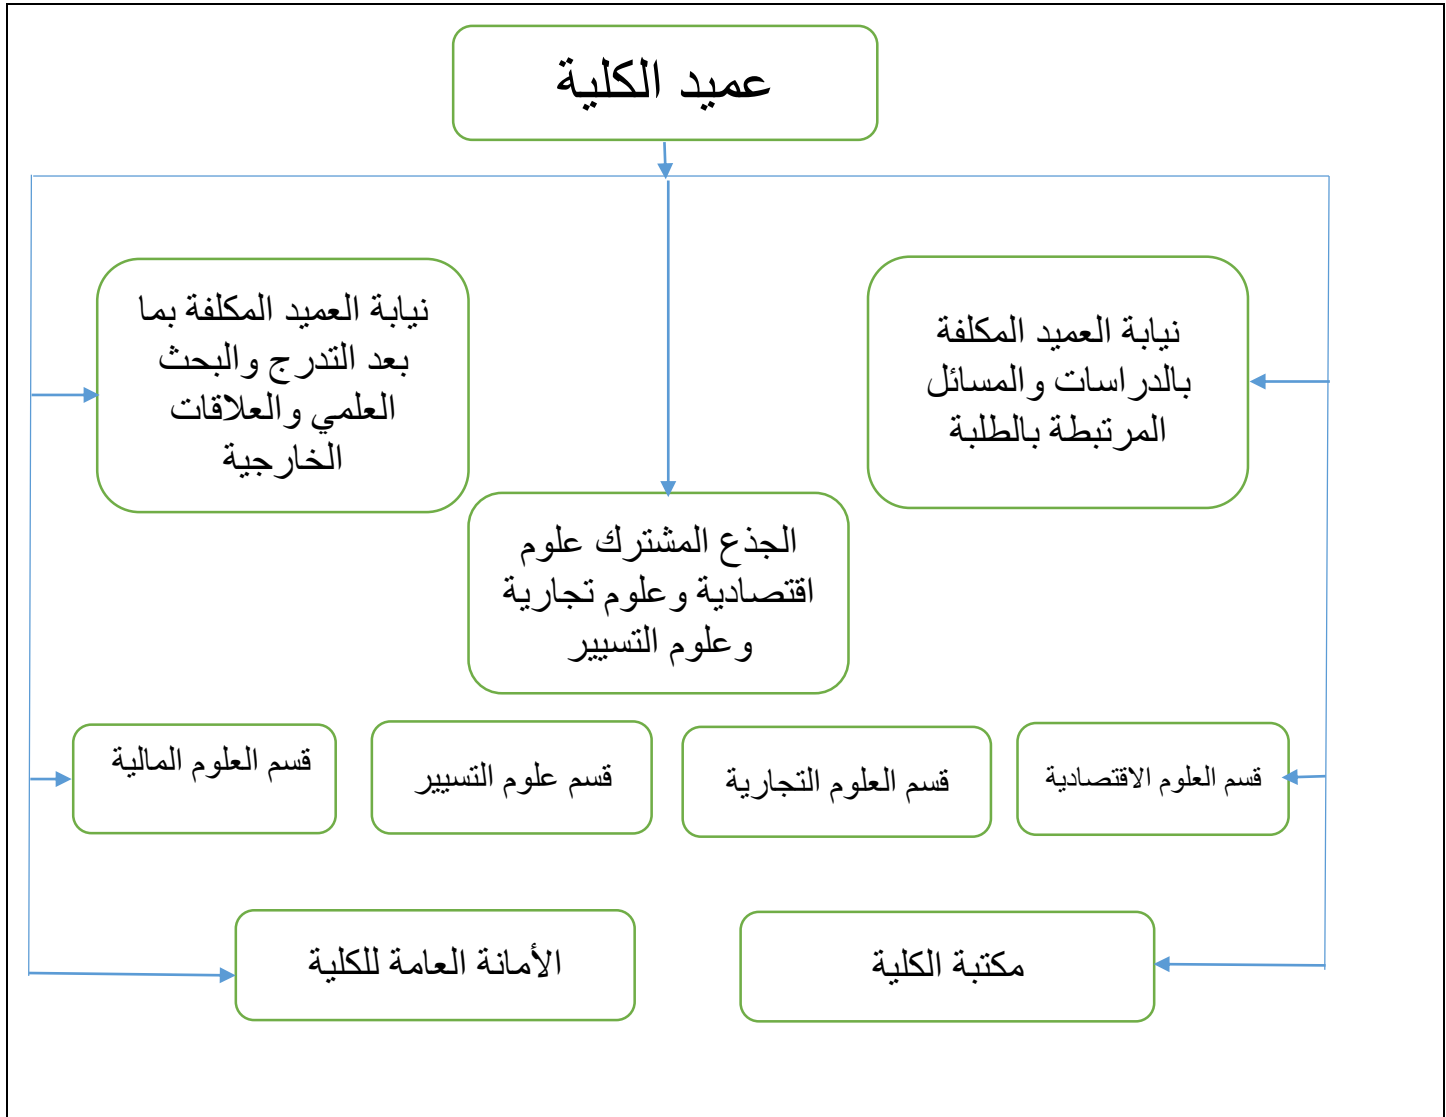 عميد الكلية
نيابة العميد المكلفة
بالدراسات والمسائل
المرتبطة بالطلبة
نيابة العميد المكلفة بما
بعد التدرج والبحث
العلمي والعلاقات
الخارجية
الجذع المشترك علوم
اقتصادية وعلوم تجارية
وعلوم التسيير
قسم العلوم الاقتصادية
قسم العلوم التجارية
قسم علوم التسيير
قسم العلوم المالية
مكتبة الكلية
الأمانة العامة للكلية